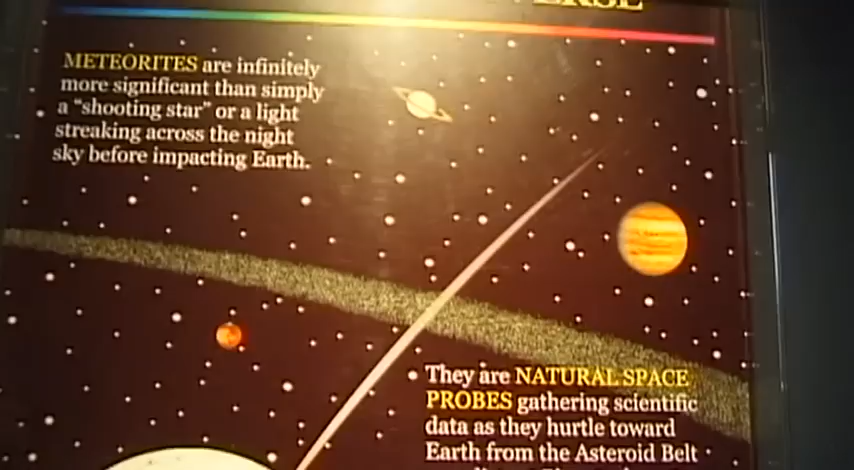 METEORITES are infinitely
more significant than simply
a “shooting star” or a light
streaking across the night
sky before impacting Earth.
They are NATURAL SPACE
PROBES gathering scientific
data as they hurtle toward
Earth from the Asteroid Belt